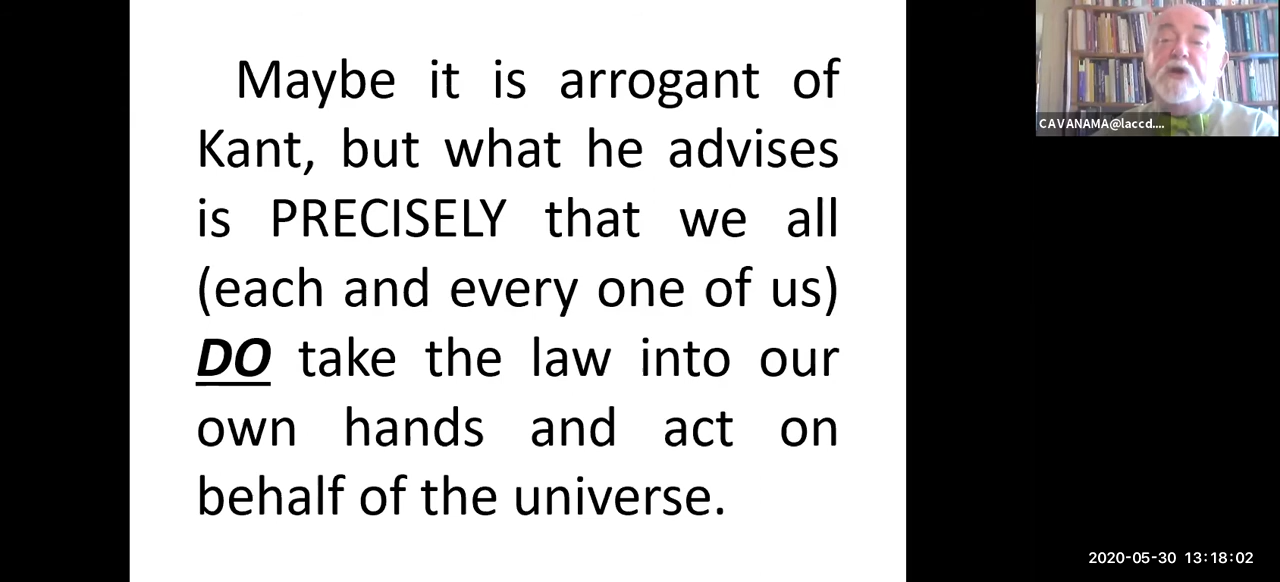 Maybe it is arrogant of
Kant, but what he advises
is PRECISELY that we all
(each and every one of us)
DO take the law into our
own hands and act on
behalf of the universe.
CAVANAMA@laccd....
2020-05-30 13:18:02